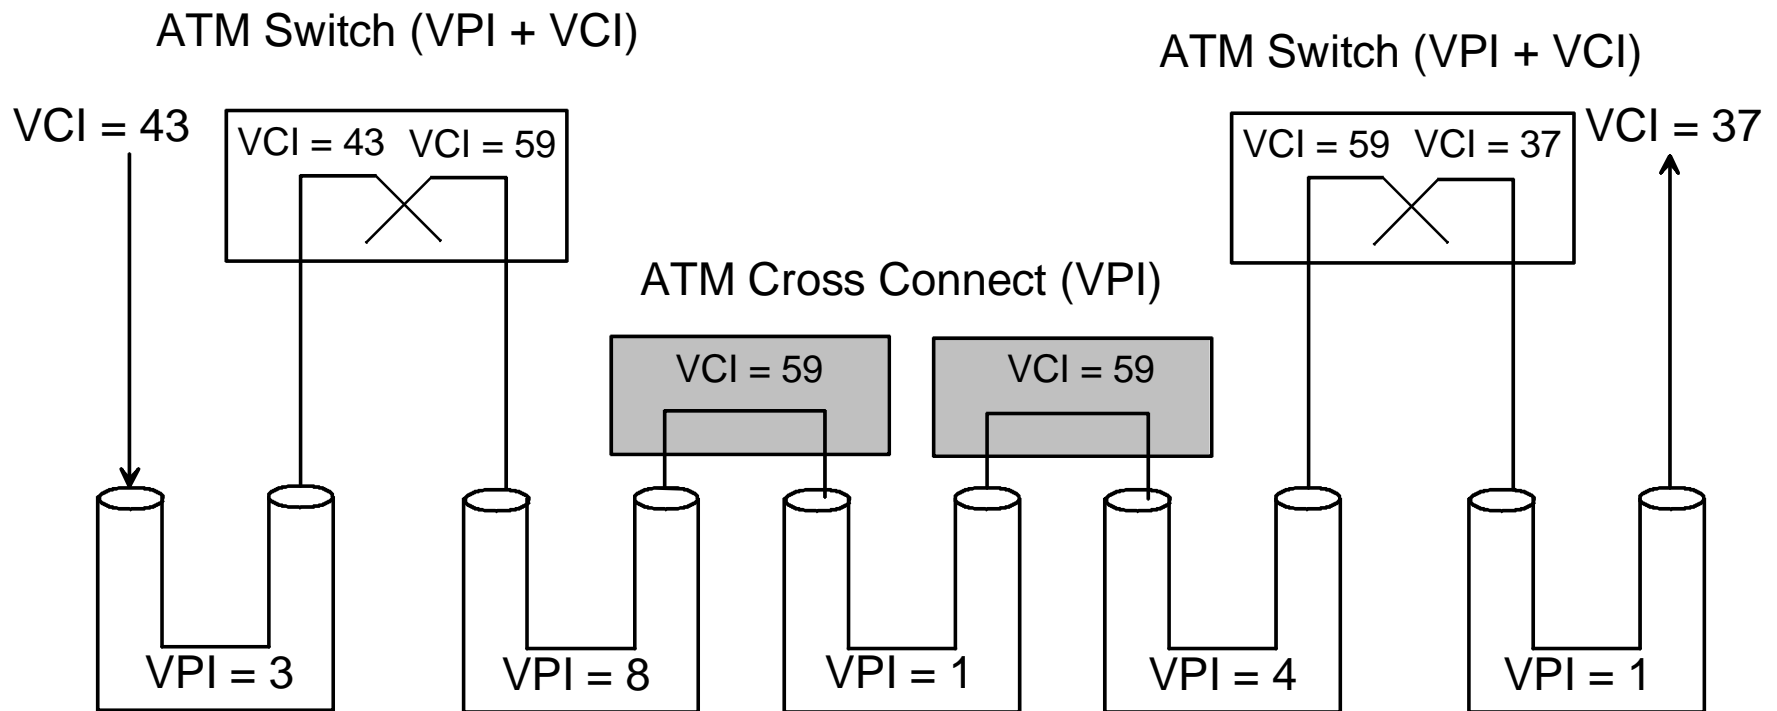 ATM Switch (VPI + VCI)
ATM Switch (VPI + VCI)
VCI = 43
VCI = 43
VCI = 59
VCI = 59
VCI = 37
VCI = 37
ATM Cross Connect (VPI)
VCI = 59
VCI = 59
VPI = 3
VPI = 8
VPI = 1
VPI = 4
VPI = 1